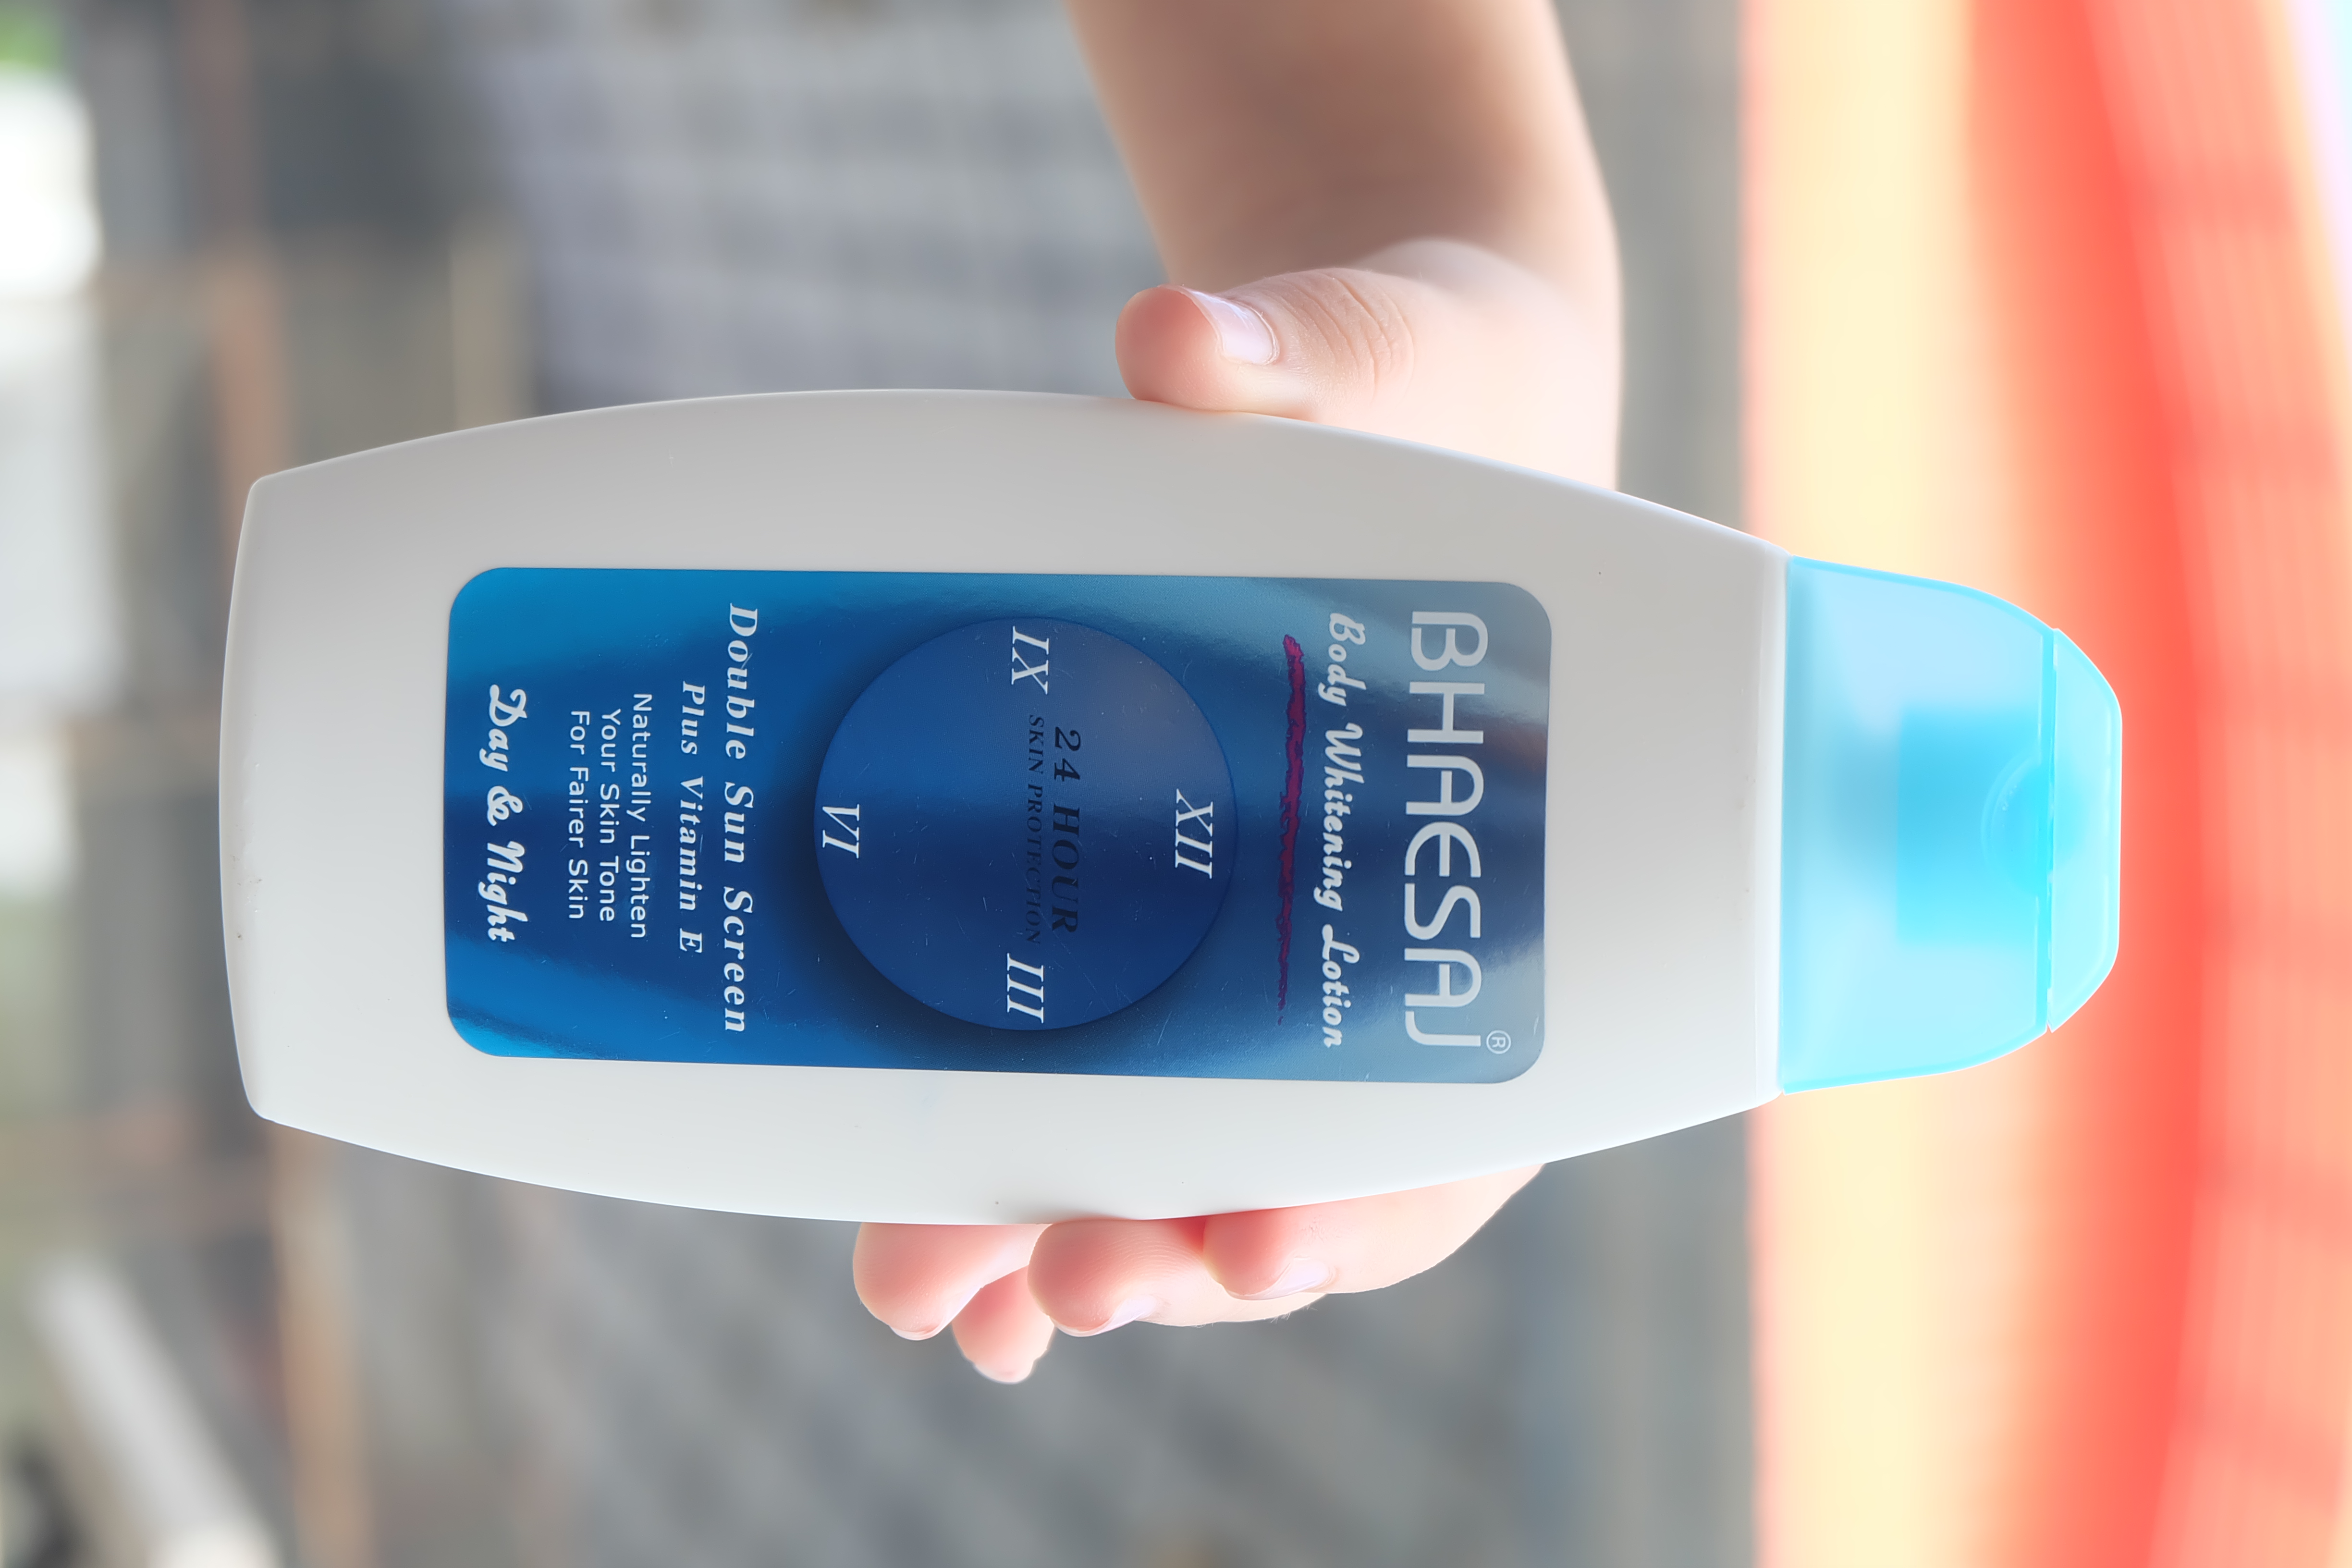 BHAESAJ®
Body Whitening Lotion
XII
24 HOUR
SKIN PROTECTION
IX III
VI
Double Sun Screen
Plus Vitamin E
Naturally Lighten
Your Skin Tone
For Fairer Skin
Day & Night